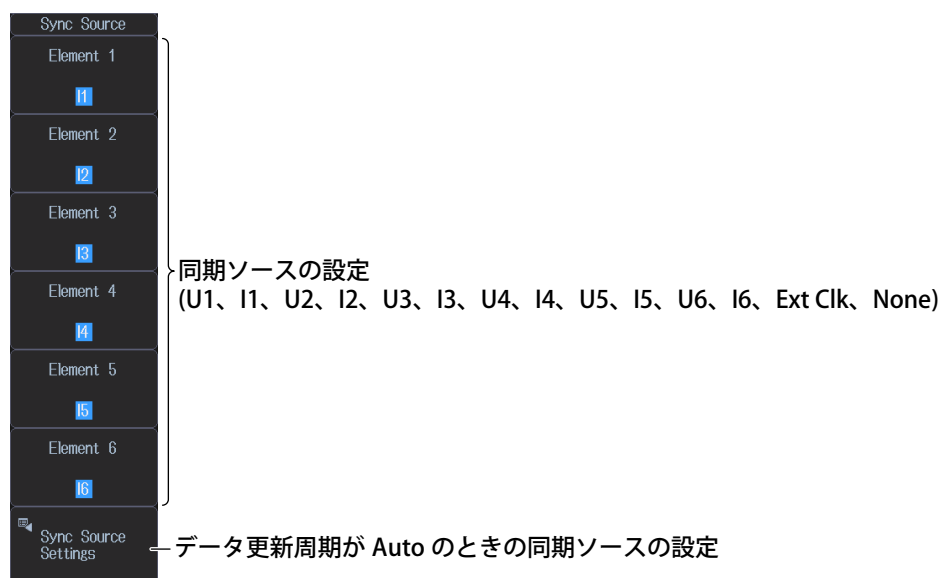 Sync Source
Element 1
I1
Element 2
I2
Element 3
I3
Element 4
I4
Element 5
I5
Element 6
I6
Sync Source
Settings
同期ソースの設定
(U1、I1、U2、I2、U3、I3、U4、I4、U5、I5、U6、I6、Ext Clk、None)
データ更新周期が Auto のときの同期ソースの設定